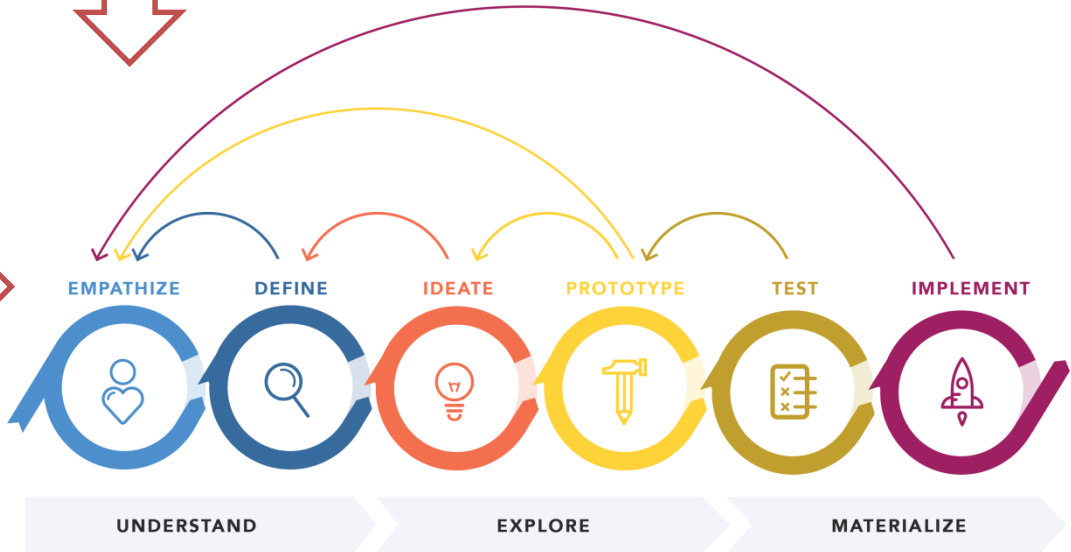 EMPATHIZE DEFINE IDEATE PROTOTYPE TEST IMPLEMENT
UNDERSTAND EXPLORE MATERIALIZE